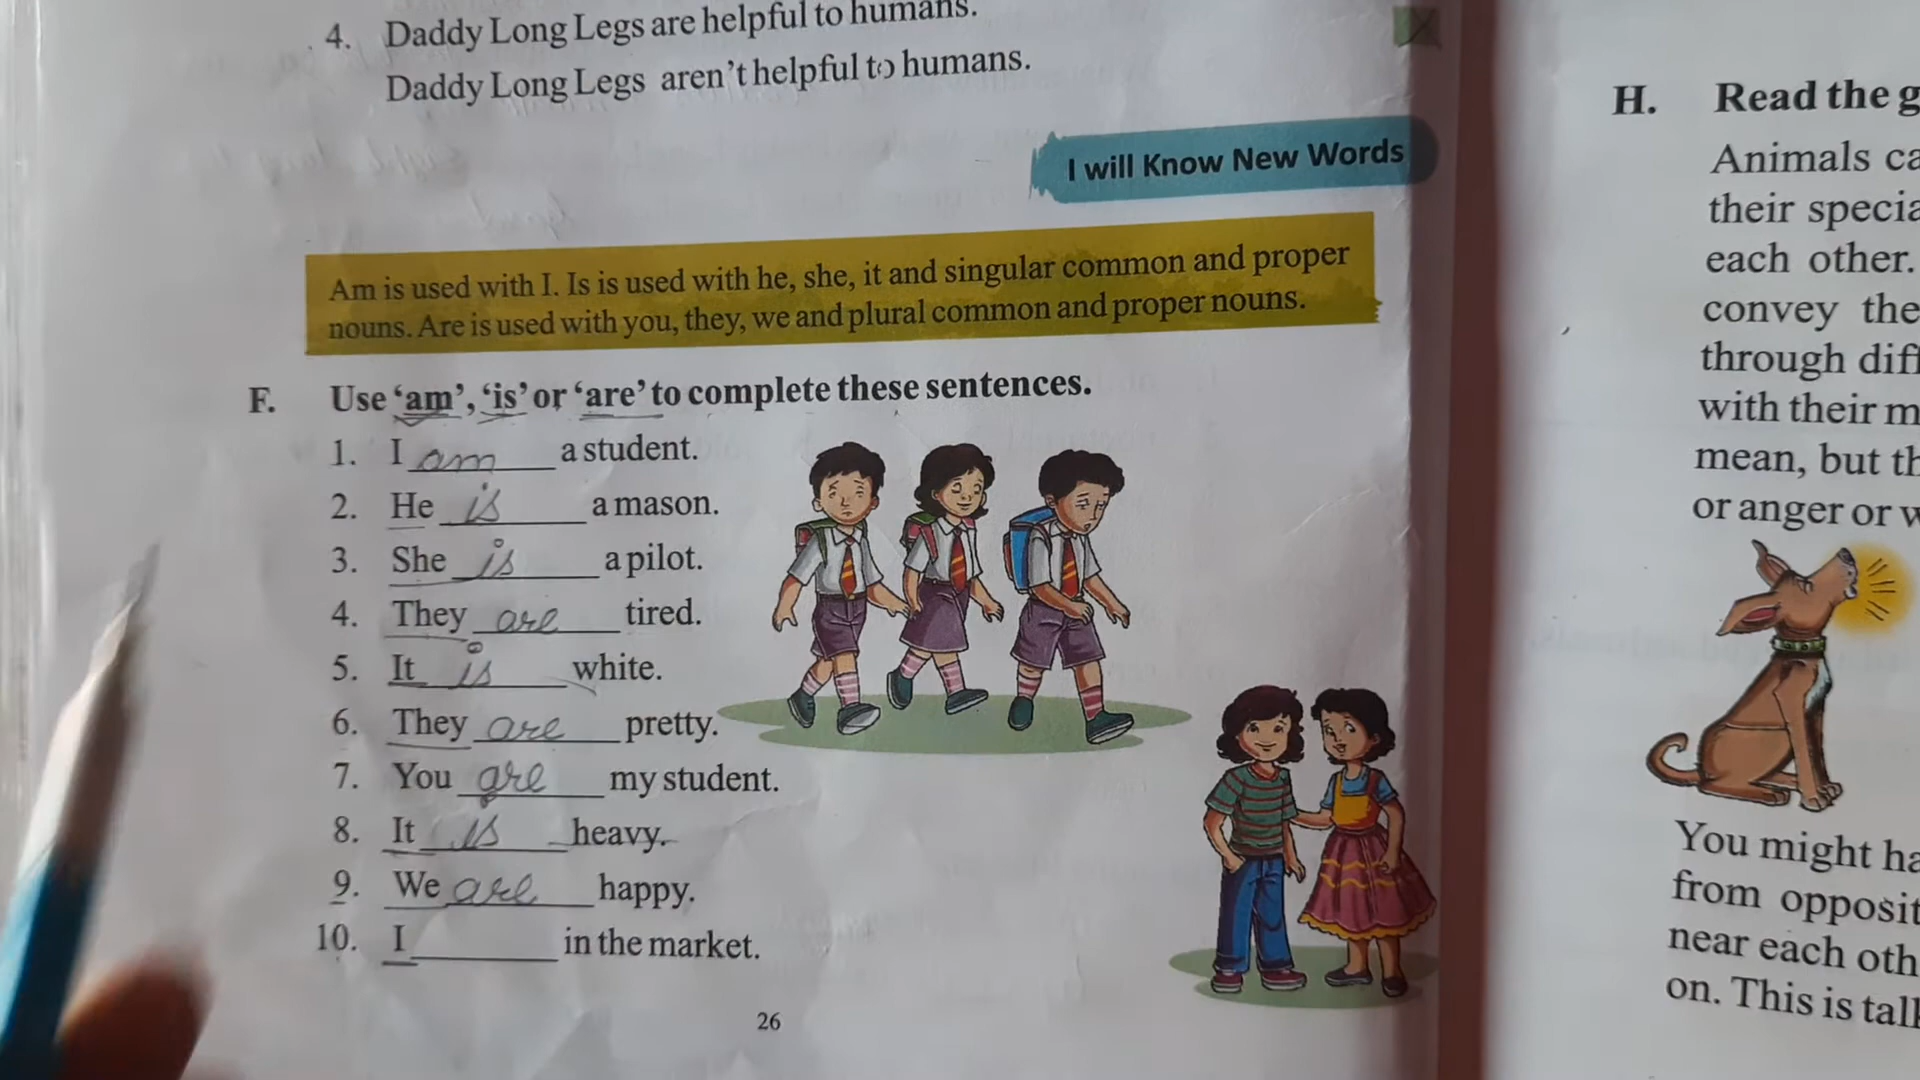 4. Daddy Long Legs are helpful to humans.
Daddy Long Legs aren't helpful to humans.
I will Know New Words
Am is used with I. Is is used with he, she, it and singular common and proper
nouns. Are is used with you, they, we and plural common and proper nouns.
F. Use 'am', 'is' or 'are' to complete these sentences.
1. I am a student.
2. He is a mason.
3. She is a pilot.
4. They are tired.
5. It is white.
6. They are pretty.
7. You are my student.
8. It is heavy.
9. We are happy.
10. I ______ in the market.
26
H. Read the g
Animals ca
their specia
each other.
convey the
through diff
with their m
mean, but th
or anger or w
You might ha
from opposit
near each oth
on. This is talk